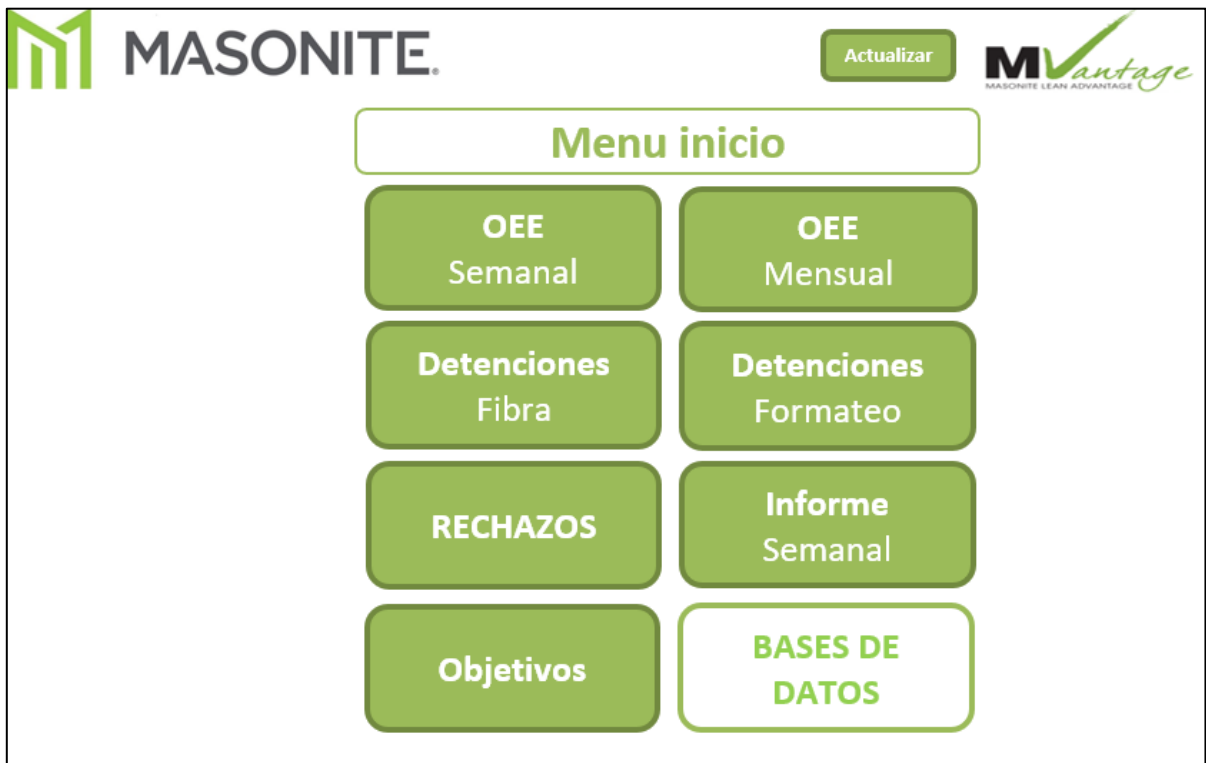 MASONITE.
Actualizar
MVantage
MASONITE LEAN ADVANTAGE
Menu inicio
OEE
Semanal
OEE
Mensual
Detenciones
Fibra
Detenciones
Formateo
RECHAZOS
Informe
Semanal
Objetivos
BASES DE
DATOS